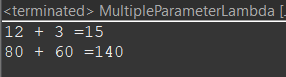 <terminated> MultipleParameterLambda [.
12 + 3 =15
80 + 60 =140